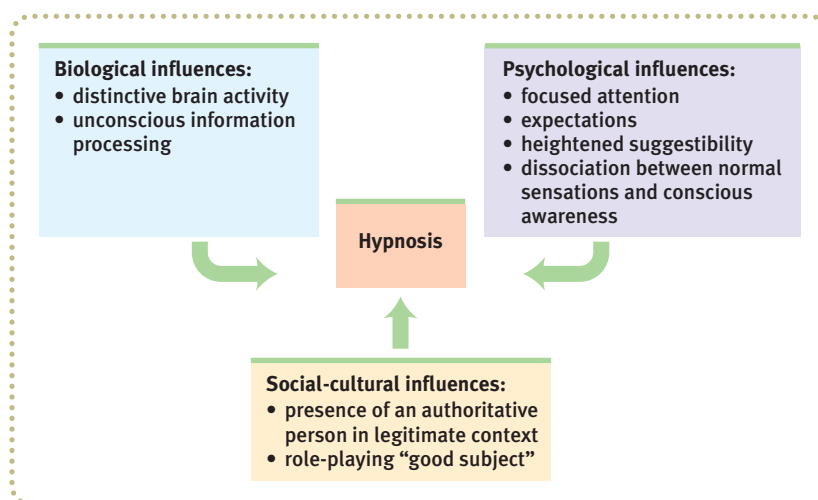 Biological influences:
• distinctive brain activity
• unconscious information
processing
Psychological influences:
• focused attention
• expectations
• heightened suggestibility
• dissociation between normal
sensations and conscious
awareness
Hypnosis
Social-cultural influences:
• presence of an authoritative
person in legitimate context
• role-playing “good subject”